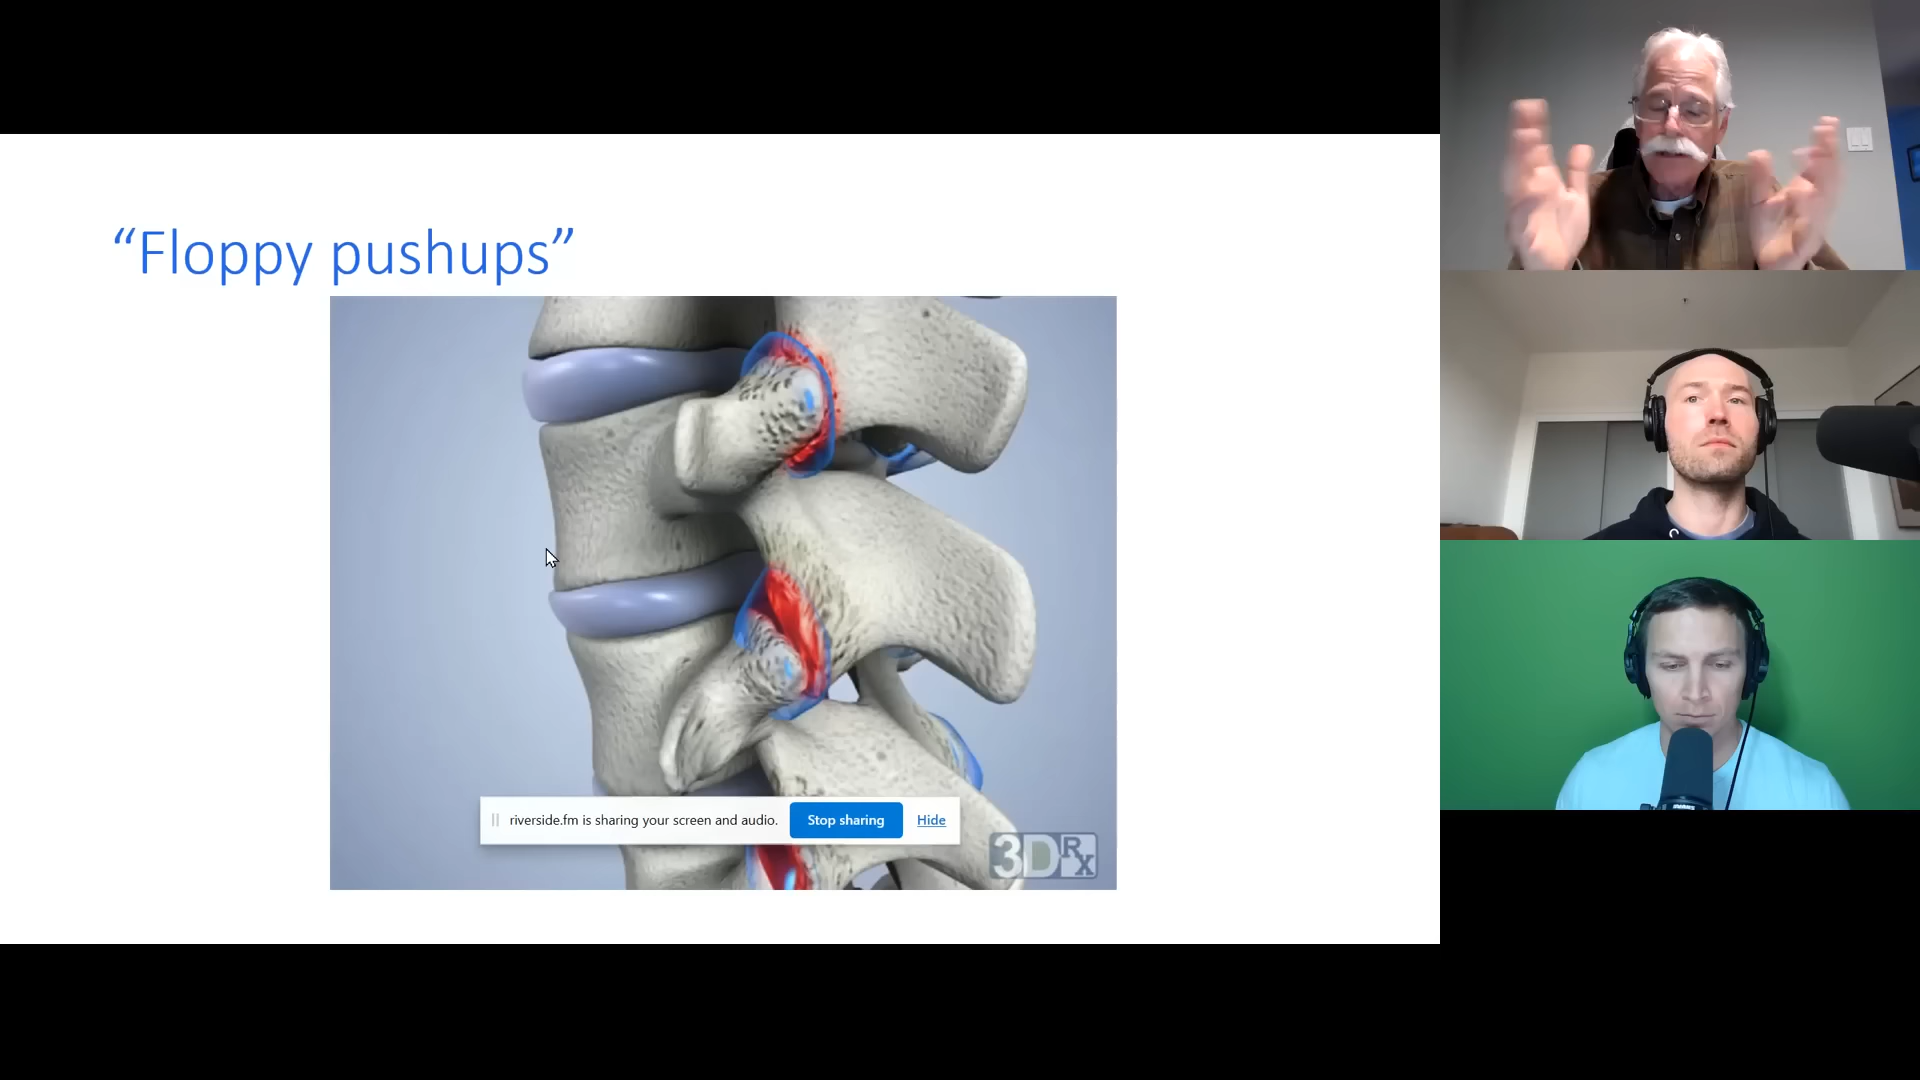 “Floppy pushups”
riverside.fm is sharing your screen and audio. Stop sharing Hide
3DRx